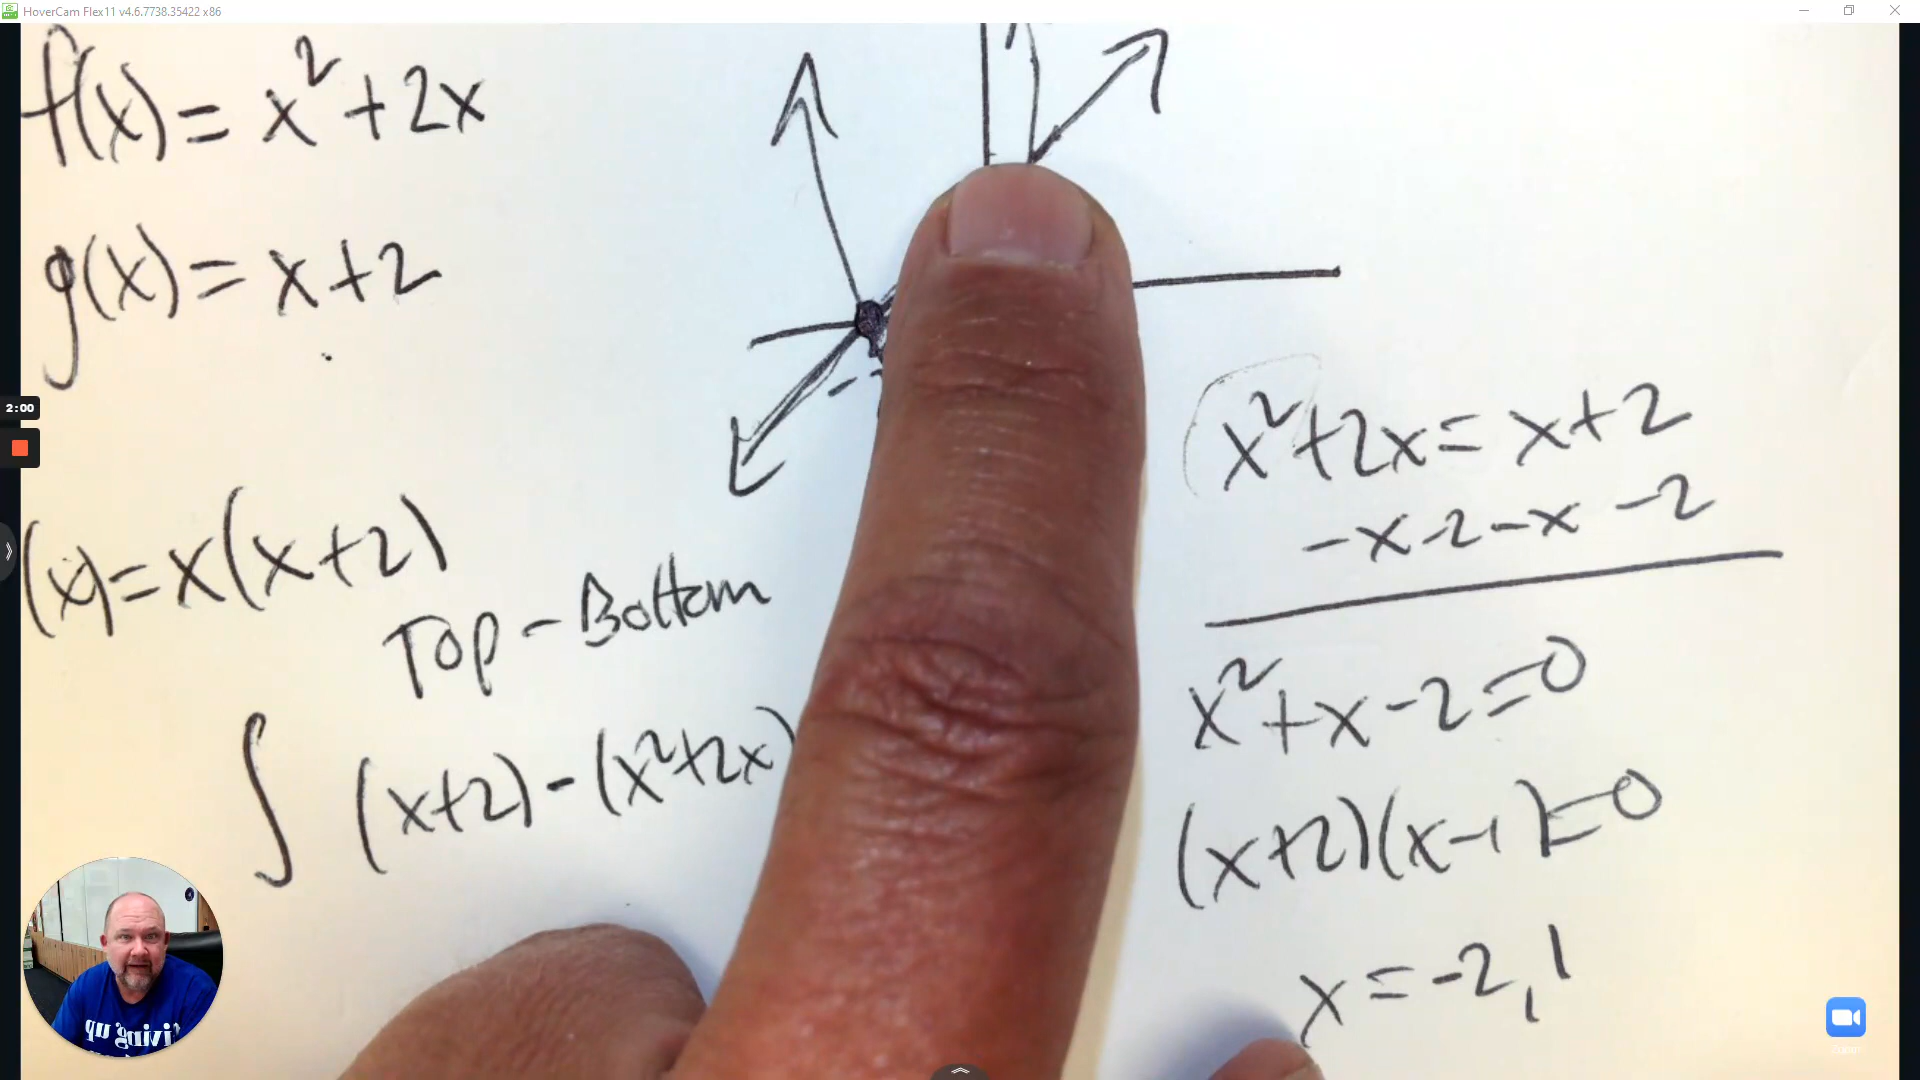 HoverCam Flex11 v4.6.7738.35422 x86
f(x) = x²+2x
g(x) = x+2
2:00
(x) = x(x+2)
Top - Bottom
∫ (x+2) - (x²+2x)
x²+2x = x+2
-x-2 -x -2
x²+x-2=0
(x+2)(x-1)=0
x = -2, 1
Zoom